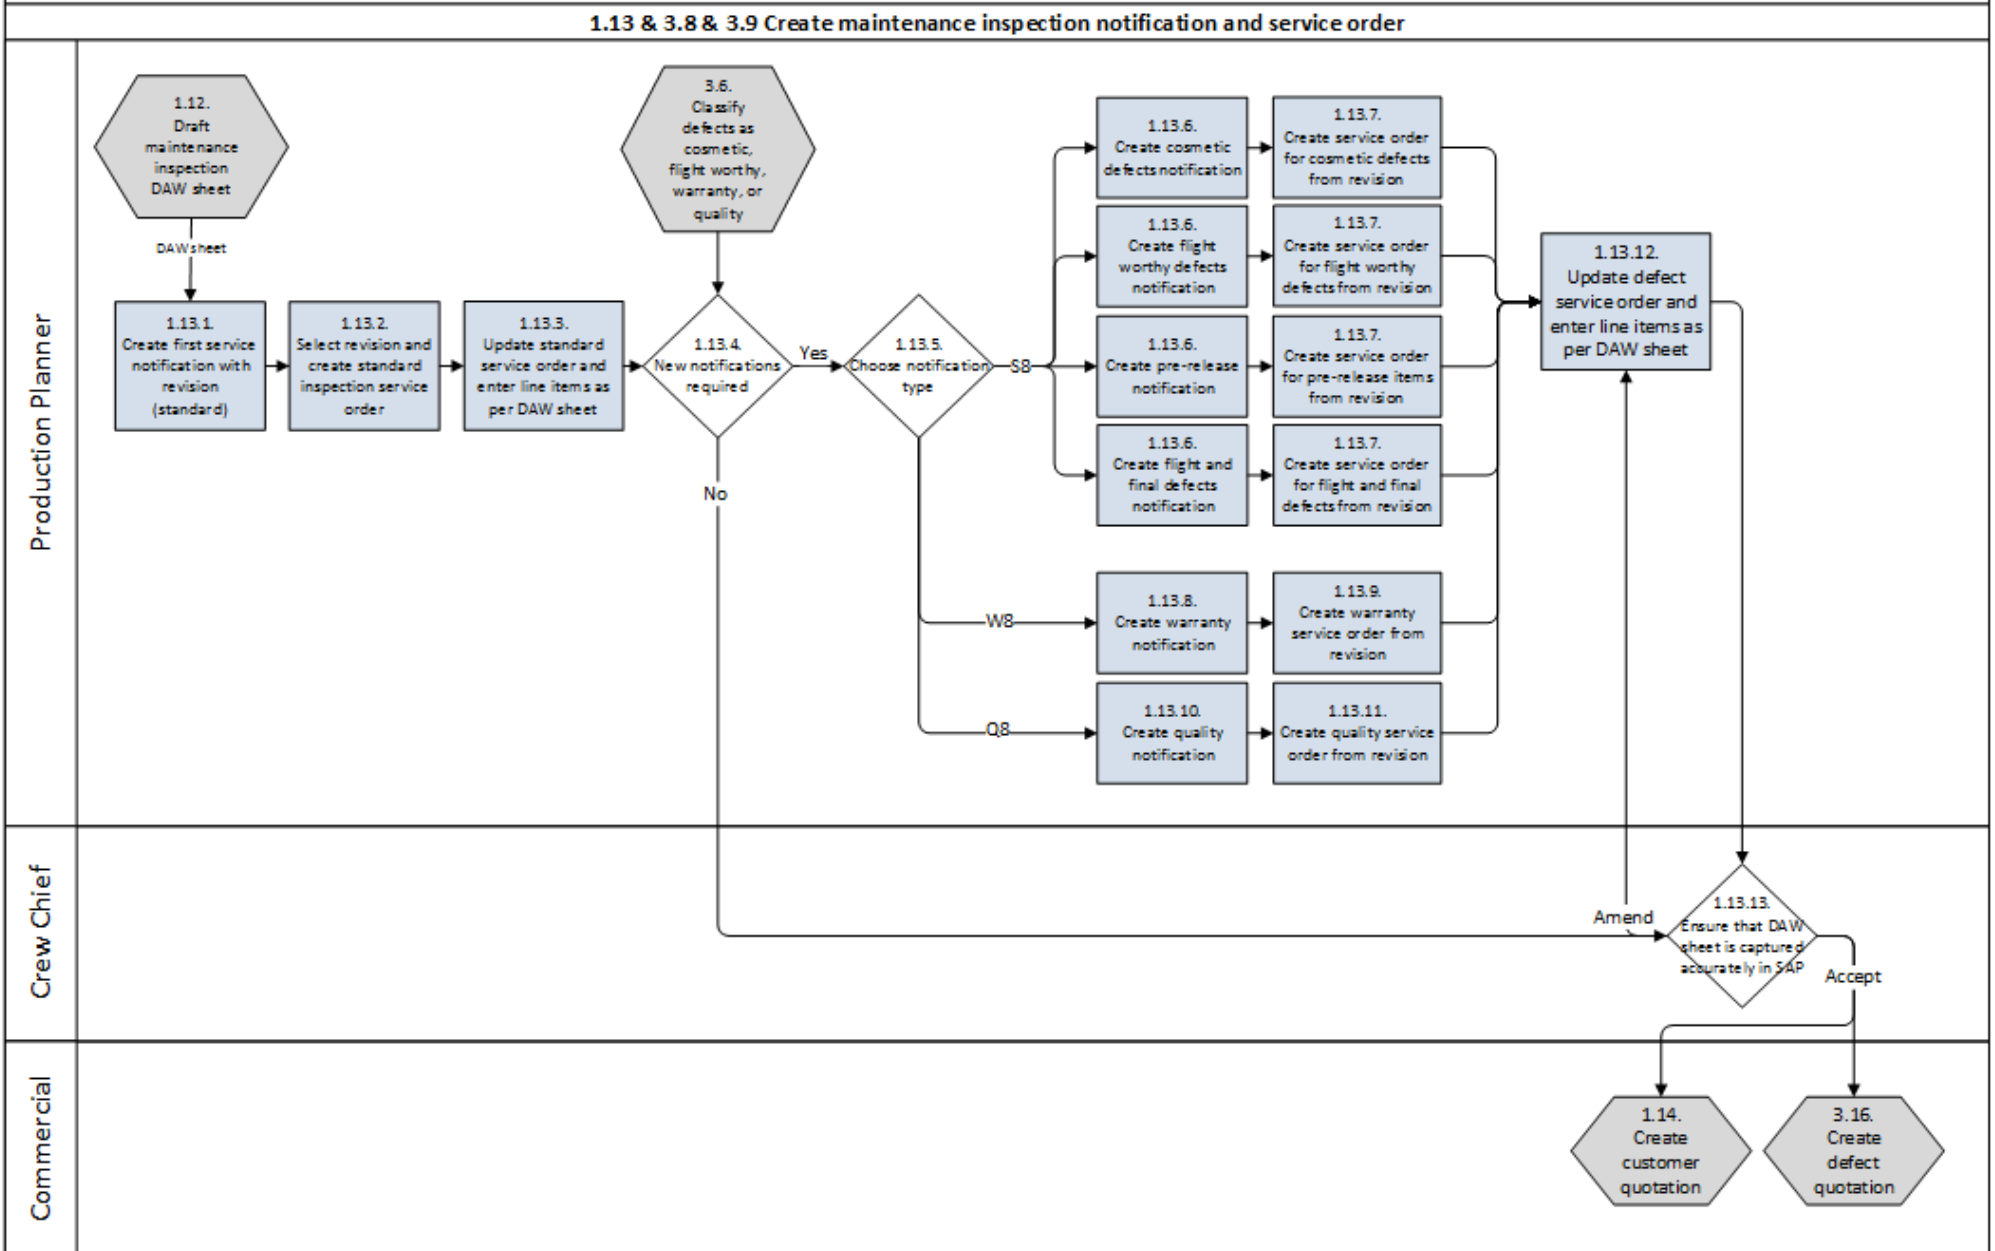 1.13 & 3.8 & 3.9 Create maintenance inspection notification and service order
Production Planner
1.12.
Draft
maintenance
inspection
DAW sheet
DAW sheet
3.6.
Classify
defects as
cosmetic,
flight worthy,
warranty, or
quality
1.13.1.
Create first service
notification with
revision
(standard)
1.13.2.
Select revision and
create standard
inspection service
order
1.13.3.
Update standard
service order and
enter line items as
per DAW sheet
1.13.4.
New notifications
required
Yes
No
1.13.5.
Choose notification
type
S8
W8
Q8
1.13.6.
Create cosmetic
defects notification
1.13.7.
Create service order
for cosmetic defects
from revision
1.13.6.
Create flight
worthy defects
notification
1.13.7.
Create service order
for flight worthy
defects from revision
1.13.6.
Create pre-release
notification
1.13.7.
Create service order
for pre-release items
from revision
1.13.6.
Create flight and
final defects
notification
1.13.7.
Create service order
for flight and final
defects from revision
1.13.8.
Create warranty
notification
1.13.9.
Create warranty
service order from
revision
1.13.10.
Create quality
notification
1.13.11.
Create quality service
order from revision
1.13.12.
Update defect
service order and
enter line items as
per DAW sheet
Crew Chief
Amend
1.13.13.
Ensure that DAW
sheet is captured
accurately in SAP
Accept
Commercial
1.14.
Create
customer
quotation
3.16.
Create
defect
quotation